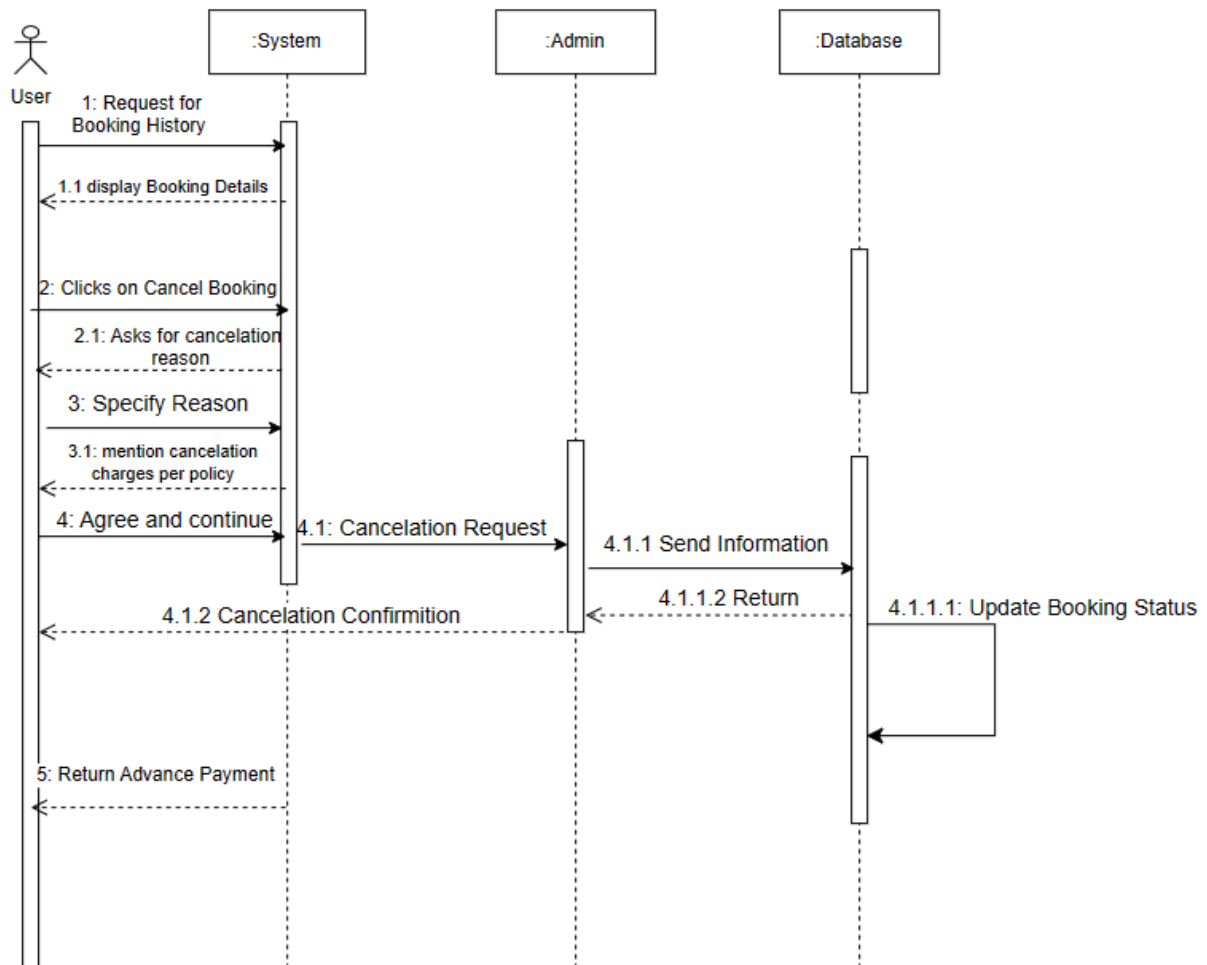 :System
:Admin
:Database
User
1: Request for
Booking History
1.1 display Booking Details
2: Clicks on Cancel Booking
2.1: Asks for cancelation
reason
3: Specify Reason
3.1: mention cancelation
charges per policy
4: Agree and continue
4.1: Cancelation Request
4.1.1 Send Information
4.1.1.2 Return
4.1.1.1: Update Booking Status
4.1.2 Cancelation Confirmition
5: Return Advance Payment